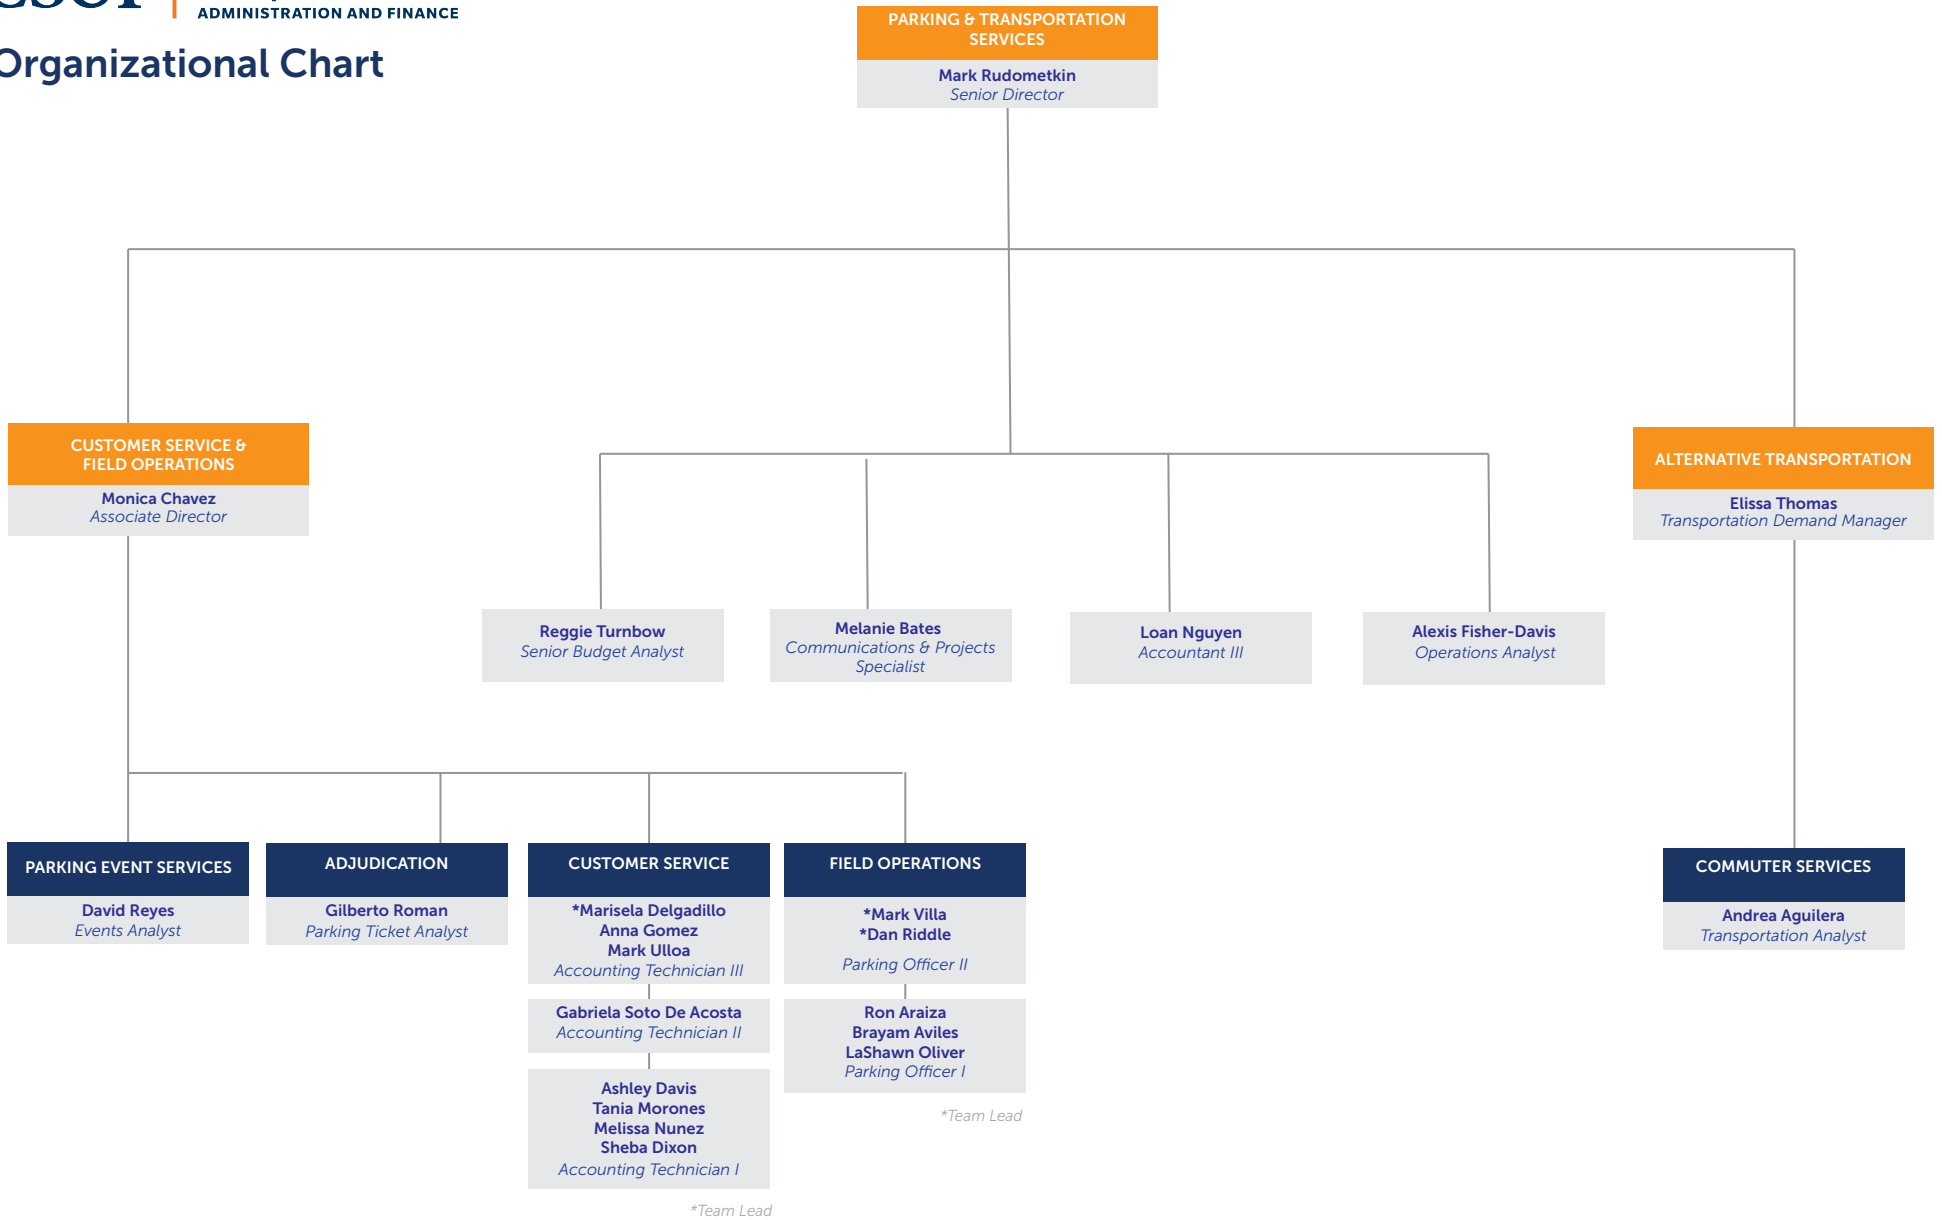 ADMINISTRATION AND FINANCE
Organizational Chart
PARKING & TRANSPORTATION
SERVICES
Mark Rudometkin
Senior Director
CUSTOMER SERVICE &
FIELD OPERATIONS
Monica Chavez
Associate Director
ALTERNATIVE TRANSPORTATION
Elissa Thomas
Transportation Demand Manager
Reggie Turnbow
Senior Budget Analyst
Melanie Bates
Communications & Projects
Specialist
Loan Nguyen
Accountant III
Alexis Fisher-Davis
Operations Analyst
PARKING EVENT SERVICES
David Reyes
Events Analyst
ADJUDICATION
Gilberto Roman
Parking Ticket Analyst
CUSTOMER SERVICE
*Marisela Delgadillo
Anna Gomez
Mark Ulloa
Accounting Technician III
Gabriela Soto De Acosta
Accounting Technician II
Ashley Davis
Tania Morones
Melissa Nunez
Sheba Dixon
Accounting Technician I
*Team Lead
FIELD OPERATIONS
*Mark Villa
*Dan Riddle
Parking Officer II
Ron Araiza
Brayam Aviles
LaShawn Oliver
Parking Officer I
*Team Lead
COMMUTER SERVICES
Andrea Aguilera
Transportation Analyst